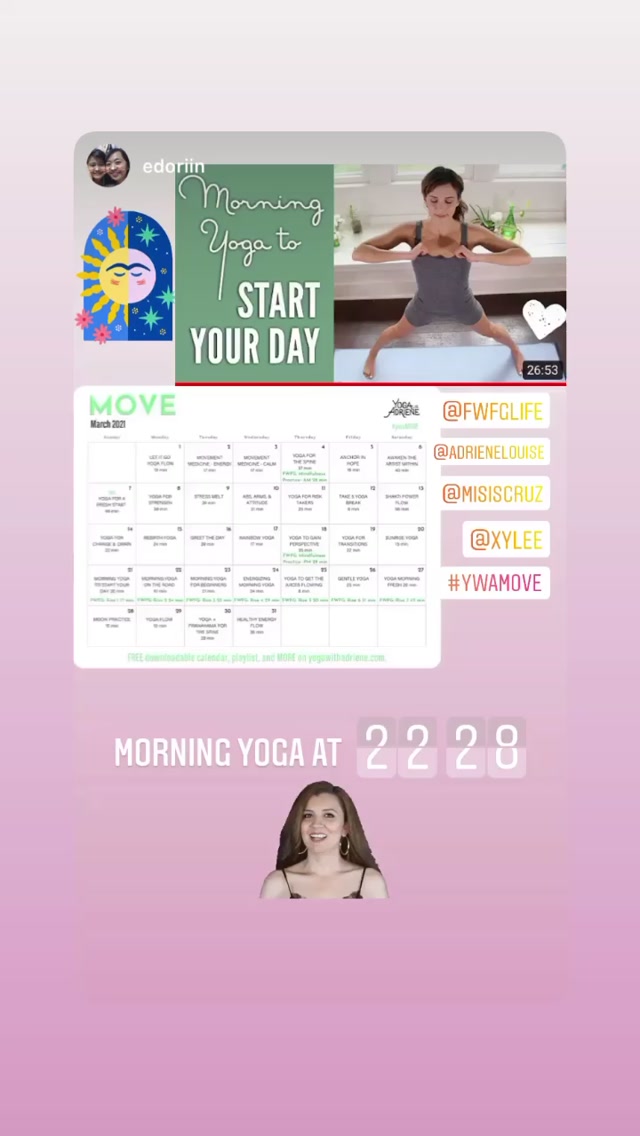 edoriin
Morning
Yoga to
START
YOUR DAY
26:53
MOVE
March 2021
YOGA
ADRIENE
@FWFGLIFE
@ADRIENELOUISE
@MISISCRUZ
@XYLEE
#YWAMOVE
Sunday Monday Tuesday Wednesday Thursday Friday Saturday
1 2 3 4 5 6
LET IT GO
YOGA FLOW
MOVEMENT
MEDICINE - ENERGY
MOVEMENT
MEDICINE - CALM
YOGA FOR
THE SPINE
ANCHOR IN
HOPE
AWAKEN THE
7 8 9 10 11 12 13
YOGA FOR A
FRESH START
YOGA FOR
STRESS MELT
ABS, ARMS, &
ATTITUDE
YOGA FOR RISK
TAKERS
TAKE 5 YOGA
BREAK
SHAKTI POWER
FLOW
14 15 16 17 18 19 20
YOGA FOR
CHANGE & DRAIN
REBIRTH YOGA
GREET THE DAY
RAINBOW YOGA
YOGA TO GAIN
PERSPECTIVE
YOGA FOR
TRANSITIONS
SUNRISE YOGA
21 22 23 24 25 26 27
MORNING YOGA
TO START YOUR
MORNING YOGA
ON THE ROAD
MORNING YOGA
FOR BEGINNERS
ENERGIZING
MORNING YOGA
YOGA TO GET THE
JUICES FLOWING
GENTLE YOGA
YOGA MORNING
FRESH
28 29 30 31
MOON PRACTICE
YOGA FLOW
YOGA +
PRANAYAMA FOR
THE SPINE
HEALTHY ENERGY
FLOW
FREE downloadable calendar, playlist, and MORE on yogawithadriene.com
MORNING YOGA AT 22 28